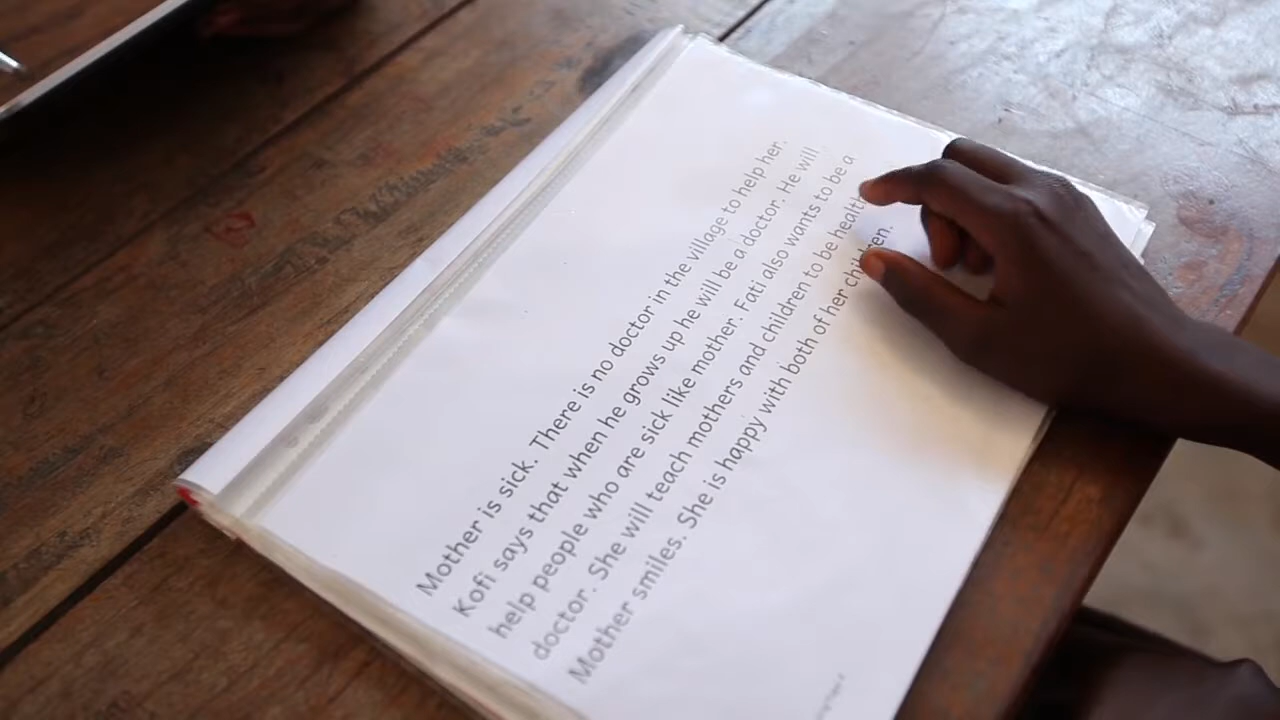 Mother is sick. There is no doctor in the village to help her.
Kofi says that when he grows up he will be a doctor. He will
help people who are sick like mother. Fati also wants to be a
doctor. She will teach mothers and children to be
Mother smiles. She is happy with both of her children.